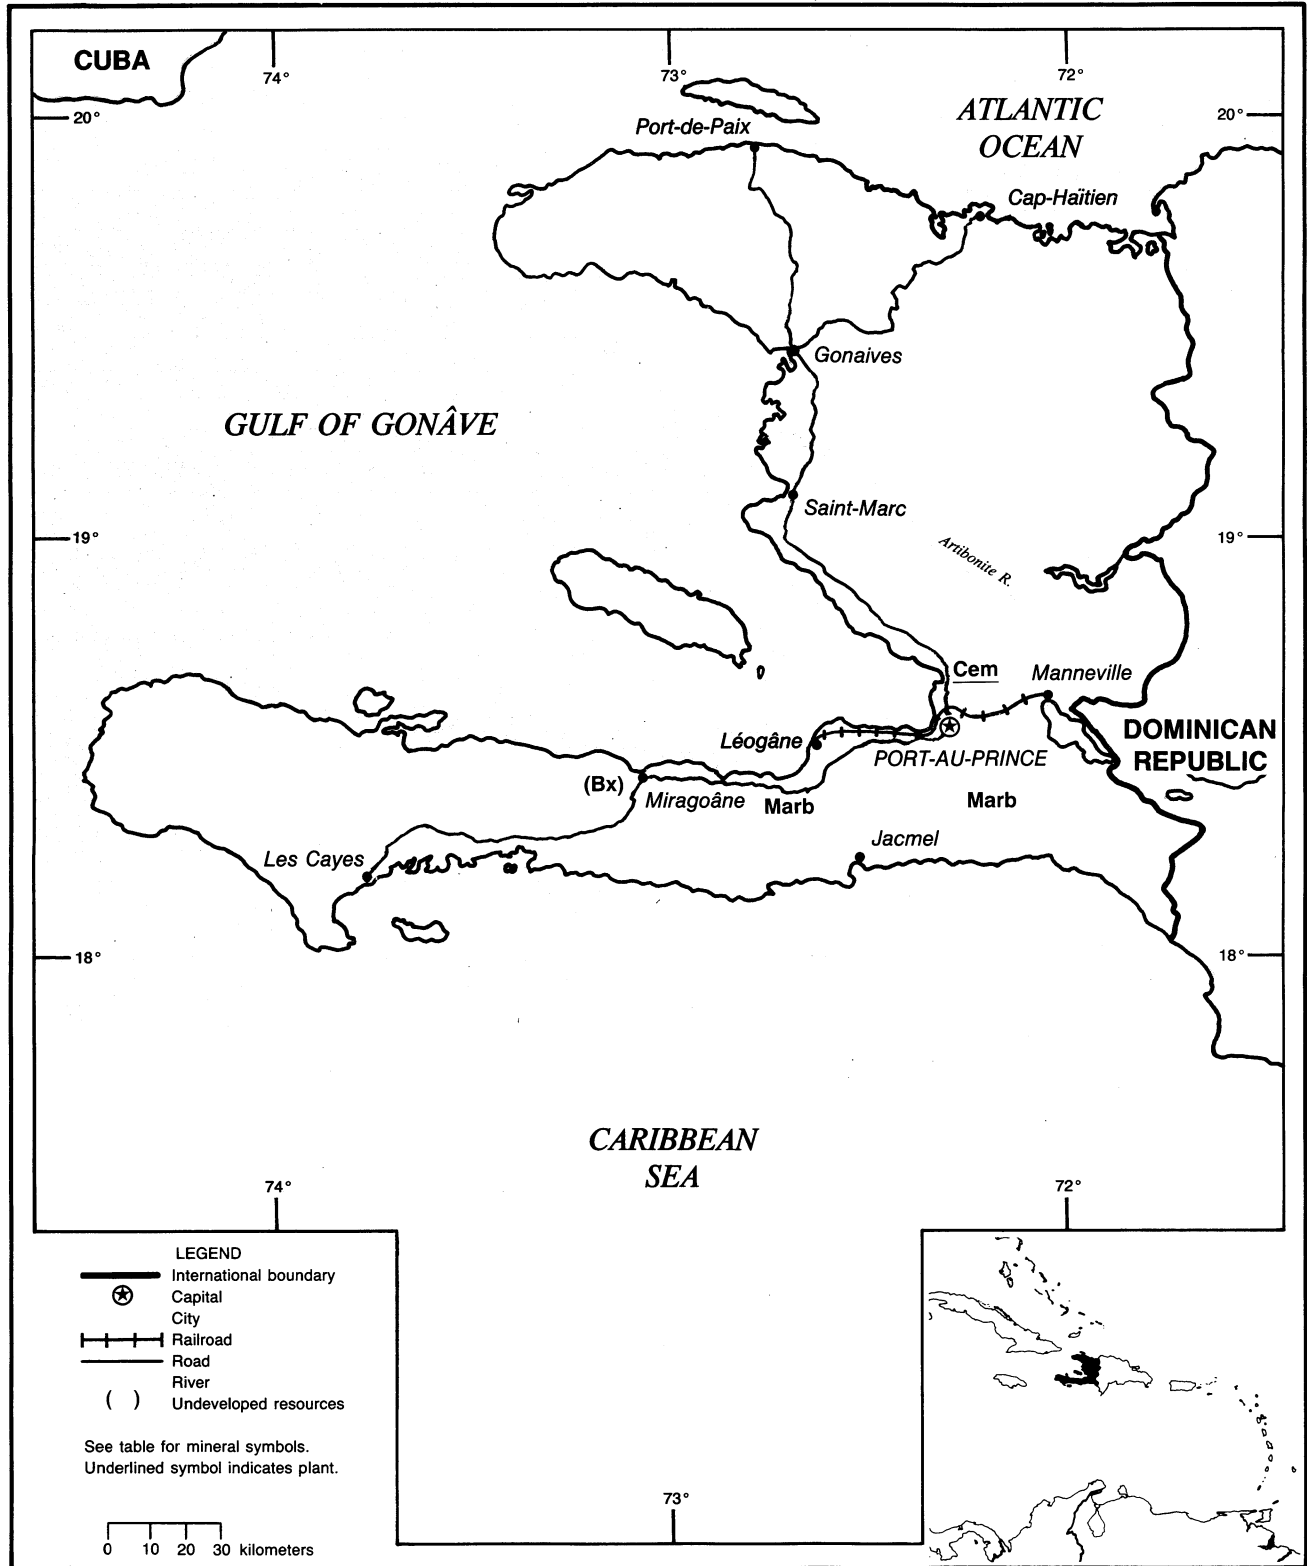 CUBA
74°
73°
72°
20°
20°
ATLANTIC
OCEAN
Port-de-Paix
Cap-Haïtien
Gonaives
GULF OF GONÂVE
Saint-Marc
19°
19°
Artibonite R.
Cem
Manneville
Léogâne
PORT-AU-PRINCE
DOMINICAN
REPUBLIC
(Bx)
Miragoâne
Marb
Marb
Jacmel
Les Cayes
18°
18°
CARIBBEAN
SEA
74°
72°
LEGEND
International boundary
Capital
City
Railroad
Road
River
( ) Undeveloped resources
See table for mineral symbols.
Underlined symbol indicates plant.
73°
0 10 20 30 kilometers